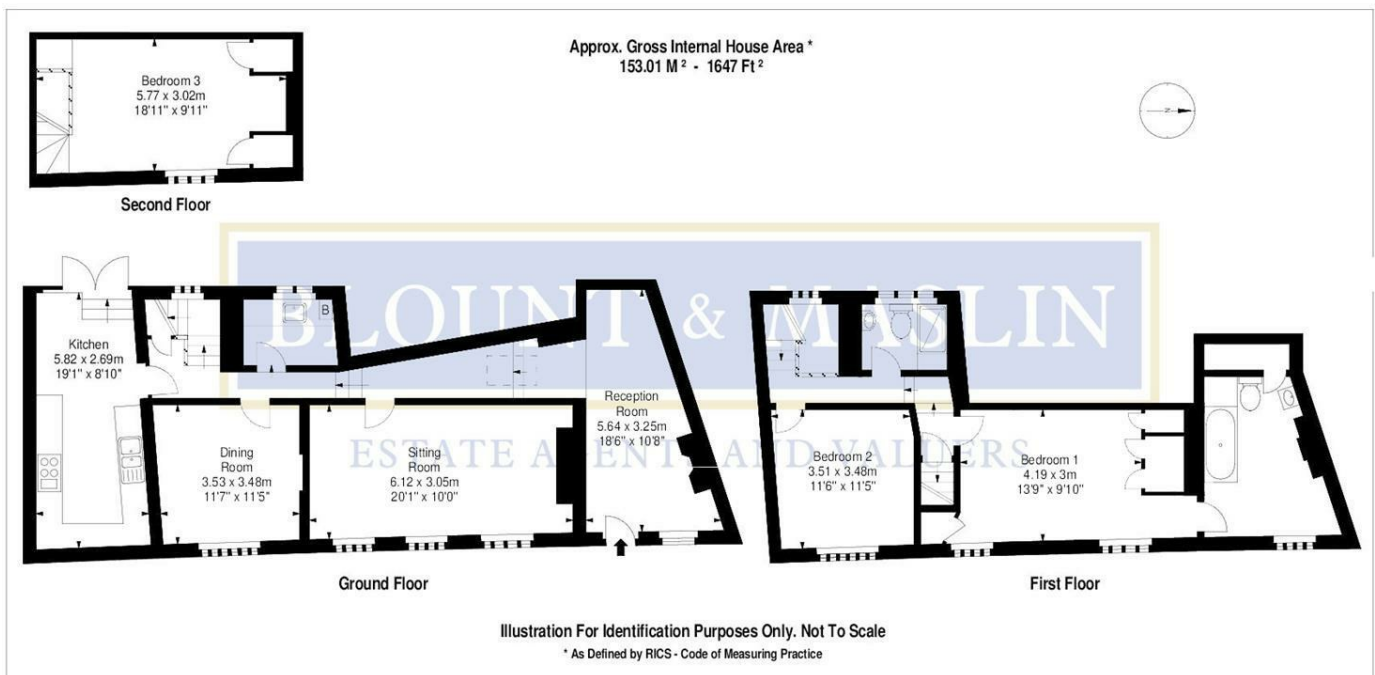 Approx. Gross Internal House Area *
153.01 M² - 1647 Ft²
N
Bedroom 3
5.77 x 3.02m
18'11" x 9'11"
Second Floor
BLOUNT & MASLIN
ESTATE AGENTS AND VALUERS
Kitchen
5.82 x 2.69m
19'1" x 8'10"
B
Dining
Room
3.53 x 3.48m
11'7" x 11'5"
Sitting
Room
6.12 x 3.05m
20'1" x 10'0"
Reception
Room
5.64 x 3.25m
18'6" x 10'8"
Ground Floor
Bedroom 2
3.51 x 3.48m
11'6" x 11'5"
Bedroom 1
4.19 x 3m
13'9" x 9'10"
First Floor
Illustration For Identification Purposes Only. Not To Scale
* As Defined by RICS - Code of Measuring Practice